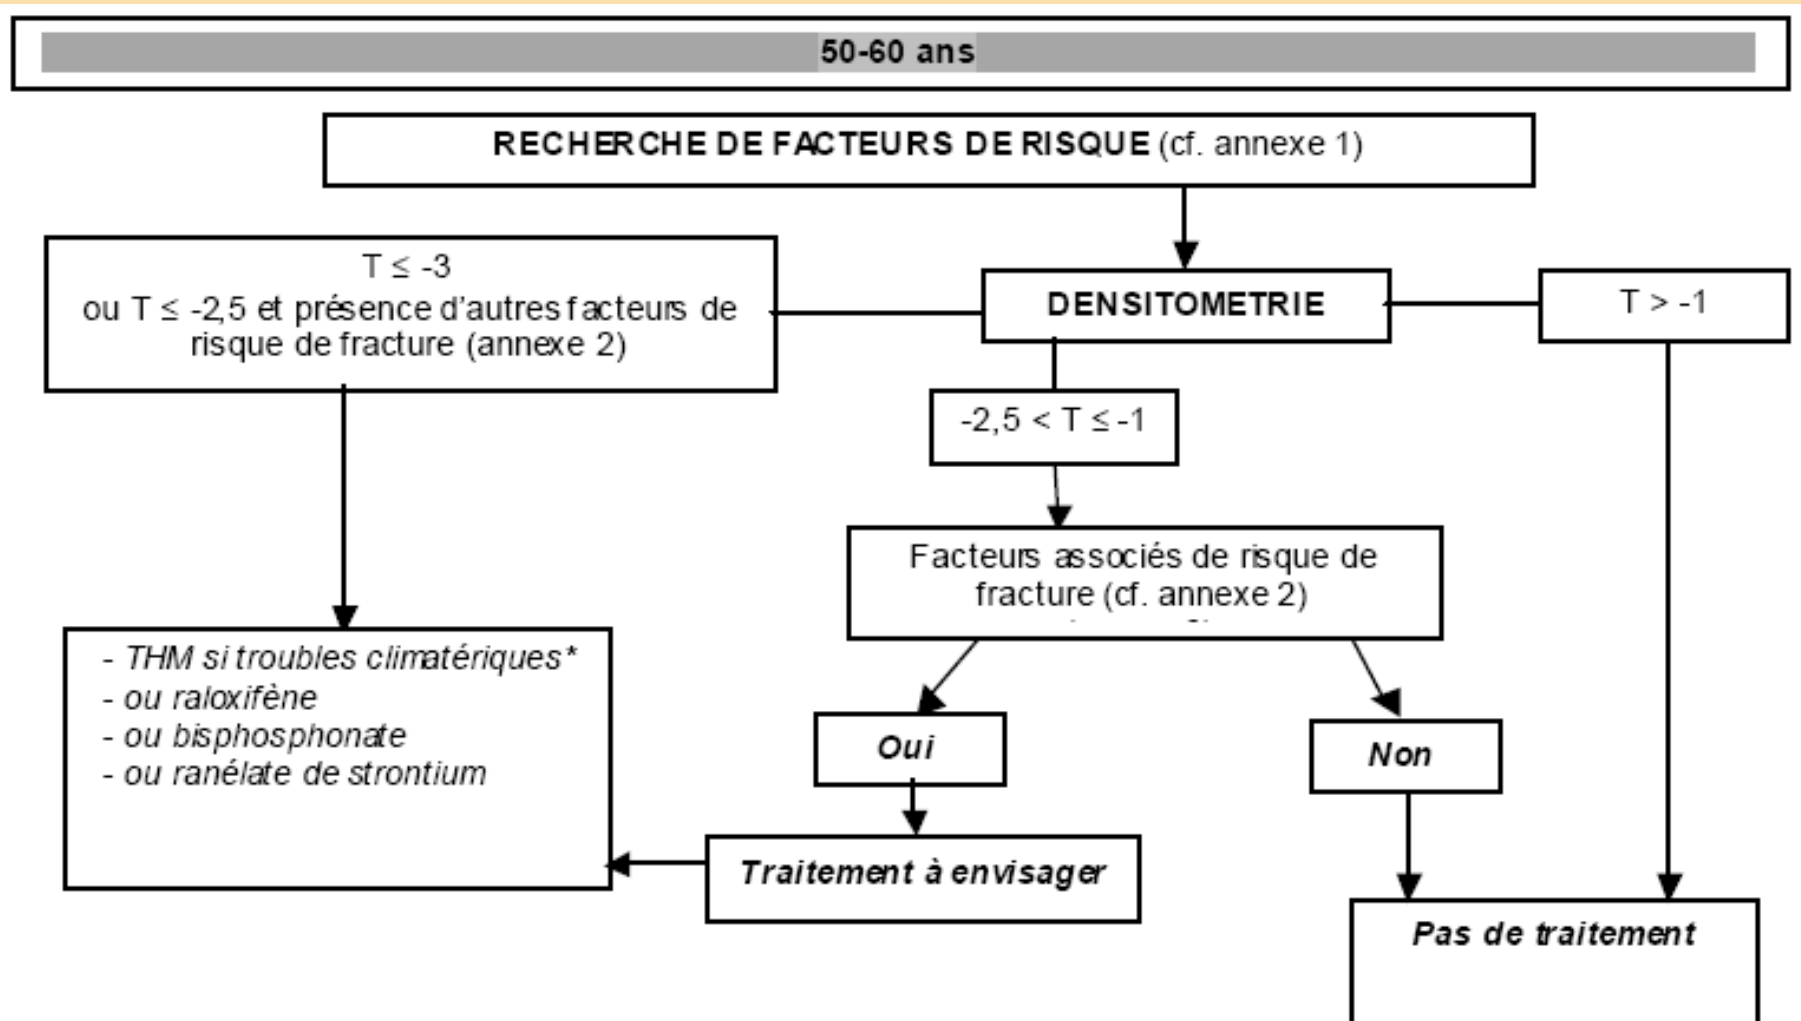 50-60 ans
RECHERCHE DE FACTEURS DE RISQUE (cf. annexe 1)
T ≤ -3
ou T ≤ -2,5 et présence d'autres facteurs de
risque de fracture (annexe 2)
DENSITOMETRIE
T > -1
-2,5 < T ≤ -1
Facteurs associés de risque de
fracture (cf. annexe 2)
- THM si troubles climatériques*
- ou raloxifène
- ou bisphosphonate
- ou ranélate de strontium
Oui
Non
Traitement à envisager
Pas de traitement